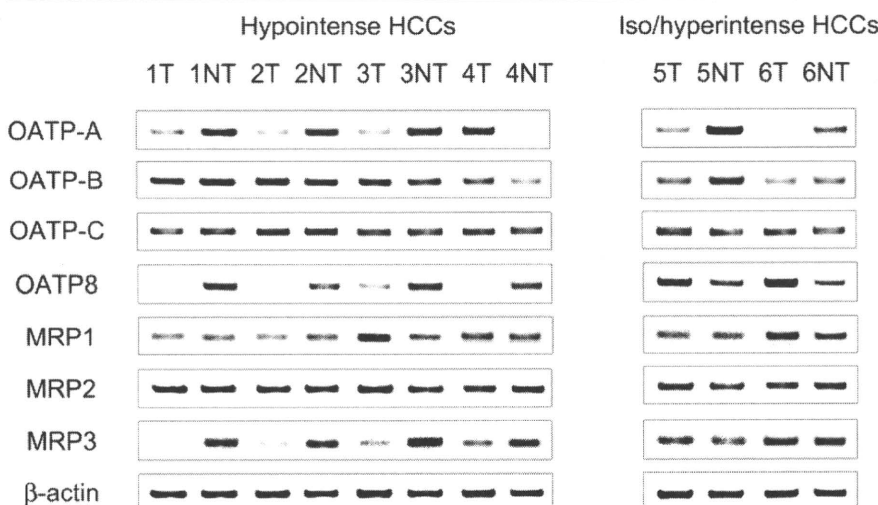 Hypointense HCCs Iso/hyperintense HCCs
1T 1NT 2T 2NT 3T 3NT 4T 4NT 5T 5NT 6T 6NT
OATP-A
OATP-B
OATP-C
OATP8
MRP1
MRP2
MRP3
β-actin